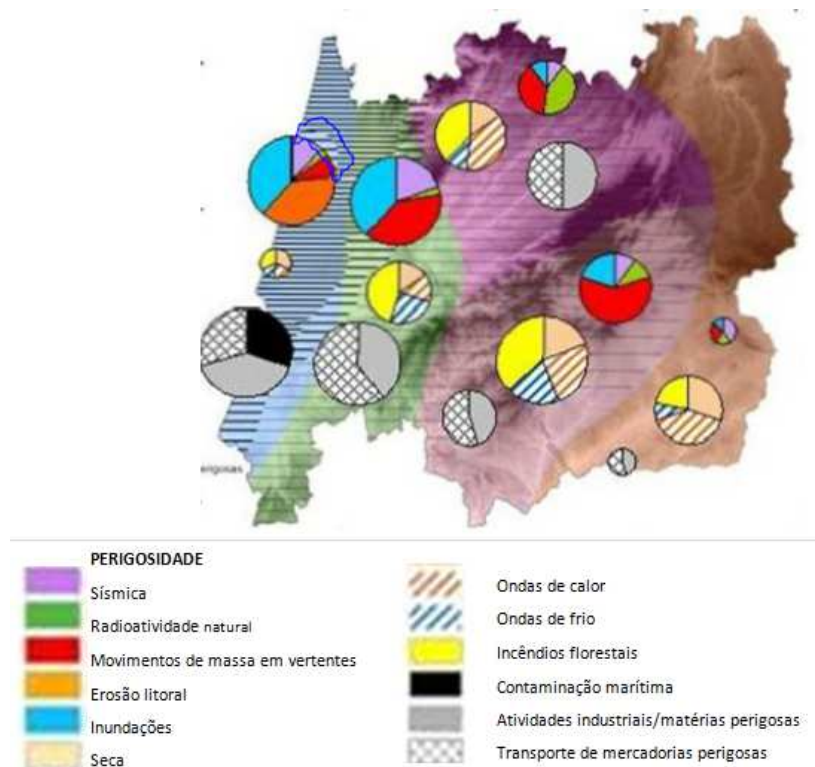 erigosas
PERIGOSIDADE
Sísmica
Radioatividade natural
Movimentos de massa em vertentes
Erosão litoral
Inundações
Seca
Ondas de calor
Ondas de frio
Incêndios florestais
Contaminação marítima
Atividades industriais/matérias perigosas
Transporte de mercadorias perigosas